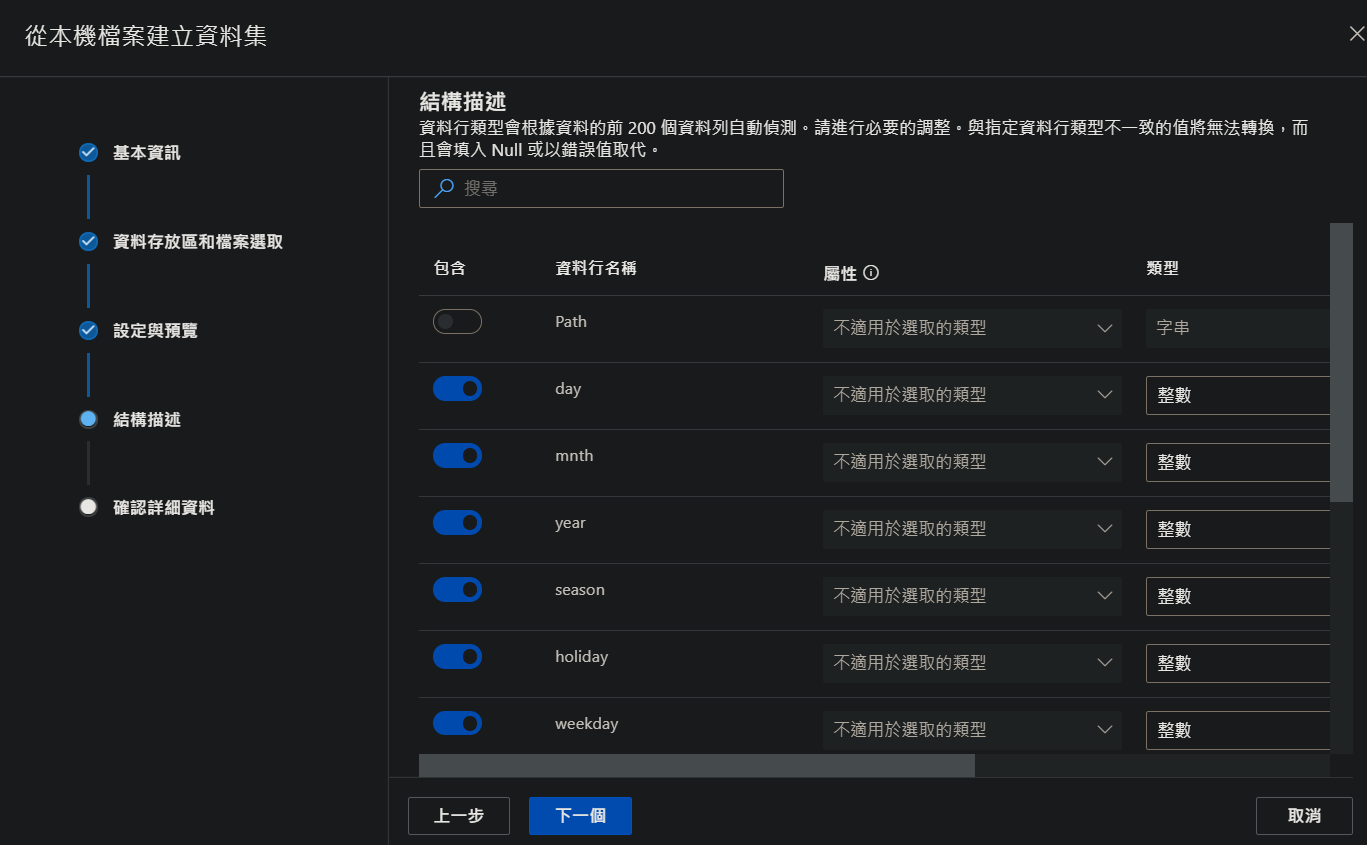 從本機檔案建立資料集
基本資訊
資料存放區和檔案選取
設定與預覽
結構描述
確認詳細資料
結構描述
資料行類型會根據資料的前 200 個資料列自動偵測。請進行必要的調整。與指定資料行類型不一致的值將無法轉換，而
且會填入 Null 或以錯誤值取代。
搜尋
包含 資料行名稱 屬性 類型
Path 不適用於選取的類型 字串
day 不適用於選取的類型 整數
mnth 不適用於選取的類型 整數
year 不適用於選取的類型 整數
season 不適用於選取的類型 整數
holiday 不適用於選取的類型 整數
weekday 不適用於選取的類型 整數
上一步 下一個 取消